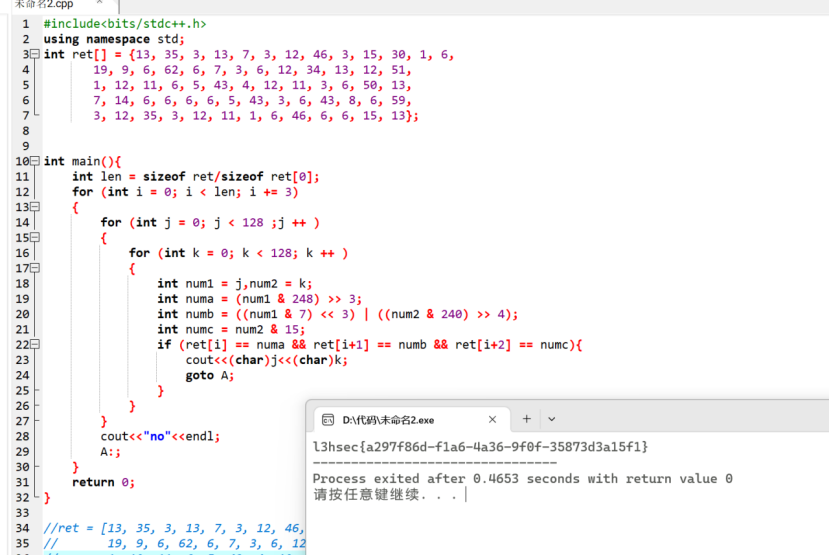 未命名2.cpp
1 #include<bits/stdc++.h>
2 using namespace std;
3 int ret[] = {13, 35, 3, 13, 7, 3, 12, 46, 3, 15, 30, 1, 6,
4 19, 9, 6, 62, 6, 7, 3, 6, 12, 34, 13, 12, 51,
5 1, 12, 11, 6, 5, 43, 4, 12, 11, 3, 6, 50, 13,
6 7, 14, 6, 6, 6, 6, 5, 43, 3, 6, 43, 8, 6, 59,
7 3, 12, 35, 3, 12, 11, 1, 6, 46, 6, 6, 15, 13};
8
9
10 int main(){
11 int len = sizeof ret/sizeof ret[0];
12 for (int i = 0; i < len; i += 3)
13 {
14 for (int j = 0; j < 128 ;j ++ )
15 {
16 for (int k = 0; k < 128; k ++ )
17 {
18 int num1 = j,num2 = k;
19 int numa = (num1 & 248) >> 3;
20 int numb = ((num1 & 7) << 3) | ((num2 & 240) >> 4);
21 int numc = num2 & 15;
22 if (ret[i] == numa && ret[i+1] == numb && ret[i+2] == numc){
23 cout<<(char)j<<(char)k;
24 goto A;
25 }
26 }
27 }
28 cout<<"no"<<endl;
29 A:;
30 }
31 return 0;
32 }
33
34 //ret = [13, 35, 3, 13, 7, 3, 12, 46,
35 // 19, 9, 6, 62, 6, 7, 3, 6, 12
D:\代码\未命名2.exe
l3hsec{a297f86d-f1a6-4a36-9f0f-35873d3a15f1}
--------------------------------
Process exited after 0.4653 seconds with return value 0
请按任意键继续. . .